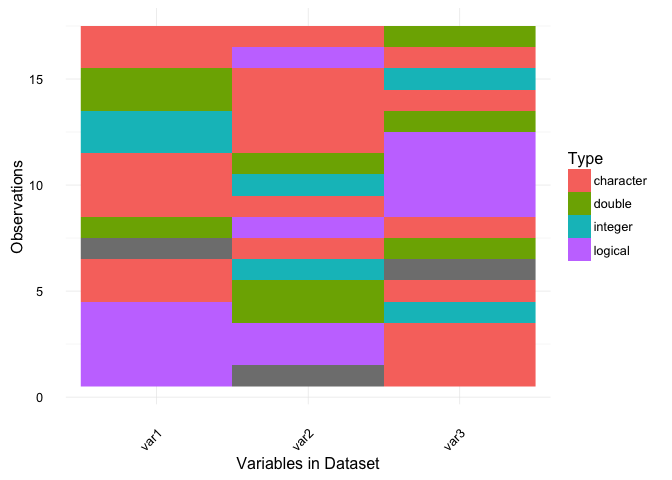 15
10
5
0
Observations
var1
var2
var3
Variables in Dataset
Type
character
double
integer
logical